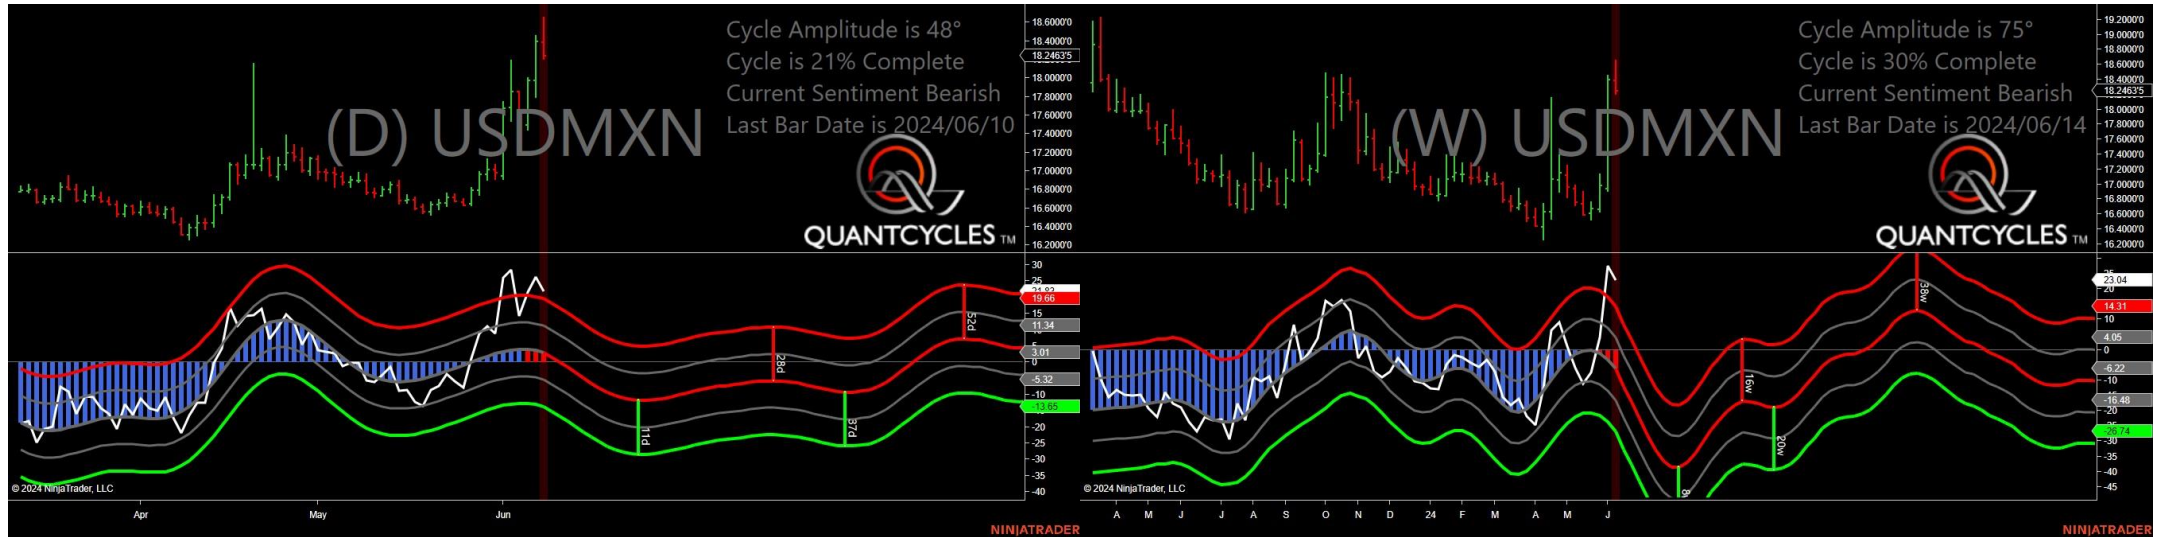 Cycle Amplitude is 48°
Cycle is 21% Complete
Current Sentiment Bearish
Last Bar Date is 2024/06/10
(D) USDMXN
QUANTCYCLES TM
18.6000'0
18.4000'0
18.2463'5
18.0000'0
17.8000'0
17.6000'0
17.4000'0
17.2000'0
17.0000'0
16.8000'0
16.6000'0
16.4000'0
16.2000'0
30
25
21.83
19.66
15
11.34
5
3.01
0
-5.32
-10
-13.65
-20
-25
-30
-35
-40
11d
28d
37d
52d
© 2024 NinjaTrader, LLC
Apr May Jun
NINJATRADER
Cycle Amplitude is 75°
Cycle is 30% Complete
Current Sentiment Bearish
Last Bar Date is 2024/06/14
(W) USDMXN
QUANTCYCLES TM
19.2000'0
19.0000'0
18.8000'0
18.6000'0
18.4000'0
18.2463'5
18.0000'0
17.8000'0
17.6000'0
17.4000'0
17.2000'0
17.0000'0
16.8000'0
16.6000'0
16.4000'0
16.2000'0
25
23.04
20
14.31
10
4.05
0
-6.22
-10
-16.48
-20
-26.74
-30
-35
-40
-45
16w
20w
38w
© 2024 NinjaTrader, LLC
A M J J A S O N D 24 F M A M J
NINJATRADER